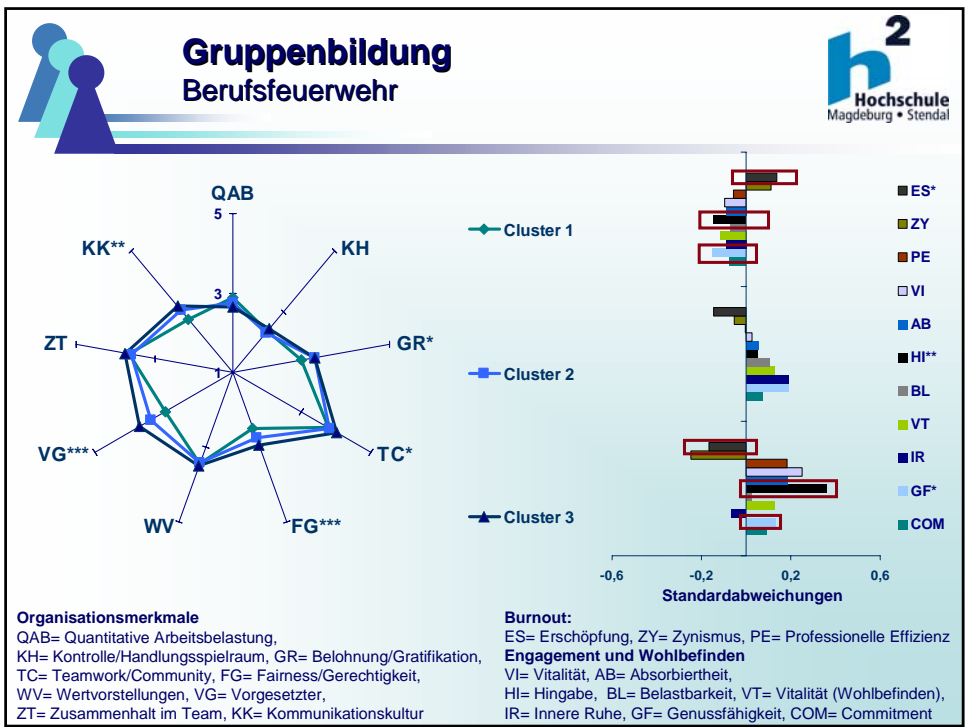 Gruppenbildung
Berufsfeuerwehr
h2
Hochschule
Magdeburg • Stendal
QAB
5
KK**
KH
3
ZT
GR*
1
VG***
TC*
WV
FG***
Cluster 1
Cluster 2
Cluster 3
ES*
ZY
PE
VI
AB
HI**
BL
VT
IR
GF*
COM
-0,6
-0,2
0,2
0,6
Standardabweichungen
Organisationsmerkmale
QAB= Quantitative Arbeitsbelastung,
KH= Kontrolle/Handlungsspielraum, GR= Belohnung/Gratifikation,
TC= Teamwork/Community, FG= Fairness/Gerechtigkeit,
WV= Wertvorstellungen, VG= Vorgesetzter,
ZT= Zusammenhalt im Team, KK= Kommunikationskultur
Burnout:
ES= Erschöpfung, ZY= Zynismus, PE= Professionelle Effizienz
Engagement und Wohlbefinden
VI= Vitalität, AB= Absorbiertheit,
HI= Hingabe, BL= Belastbarkeit, VT= Vitalität (Wohlbefinden),
IR= Innere Ruhe, GF= Genussfähigkeit, COM= Commitment